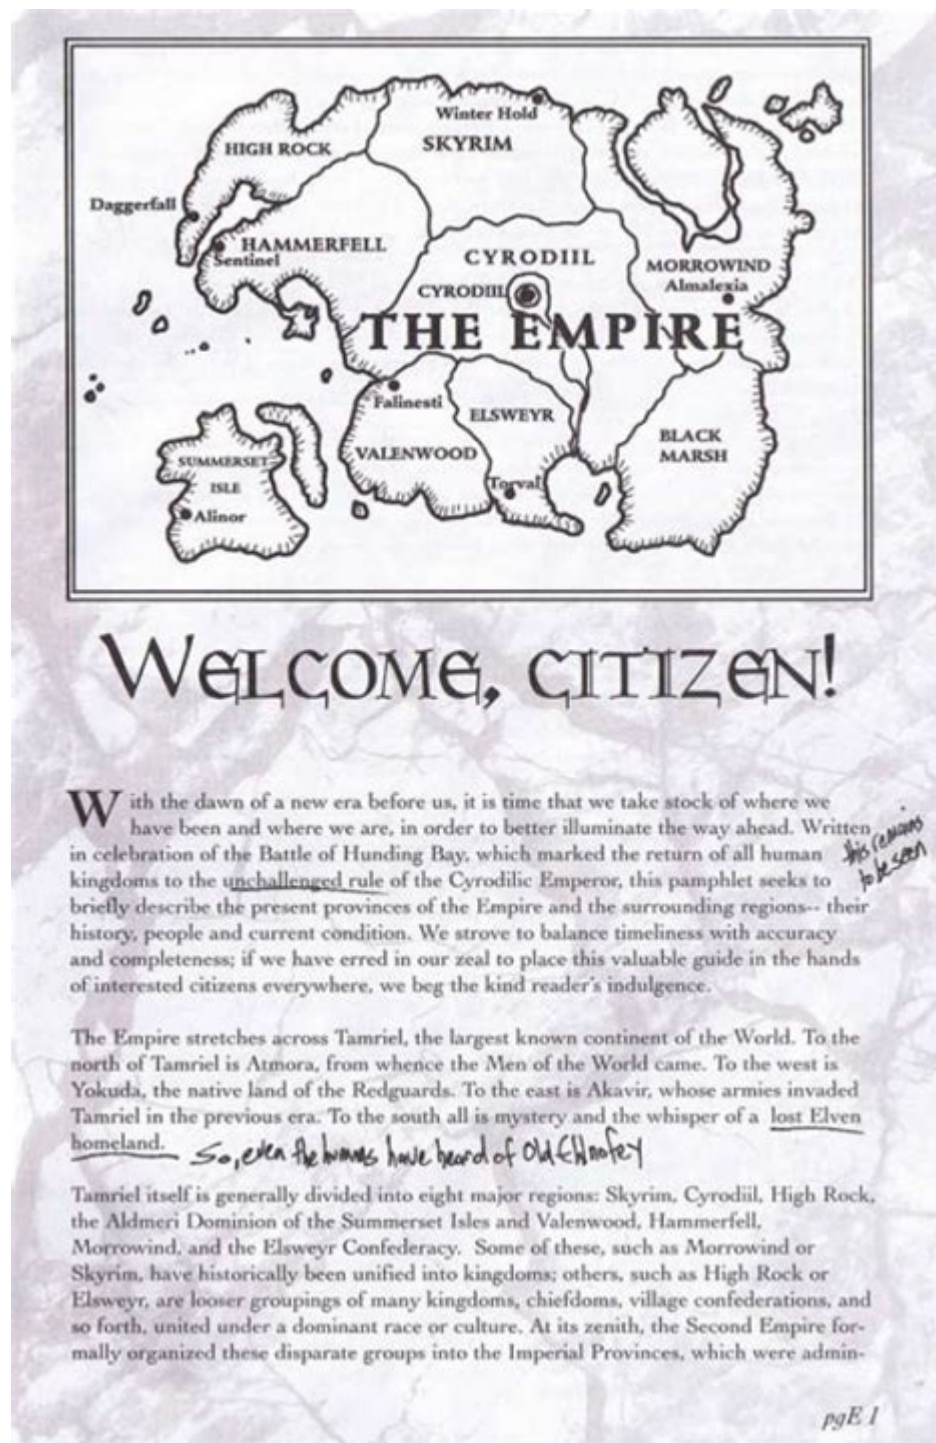 Winter Hold
SKYRIM
HIGH ROCK
Daggerfall
HAMMERFELL
Sentinel
CYRODIIL
MORROWIND
Almalexia
CYRODIIL
THE EMPIRE
Falinesti
ELSWEYR
BLACK
MARSH
VALENWOOD
SUMMERSET
ISLE
Torval
Alinor
WELCOME, CITIZEN!
With the dawn of a new era before us, it is time that we take stock of where we
have been and where we are, in order to better illuminate the way ahead. Written
in celebration of the Battle of Hunding Bay, which marked the return of all human
kingdoms to the unchallenged rule of the Cyrodilic Emperor, this pamphlet seeks to
this remains
to be seen
briefly describe the present provinces of the Empire and the surrounding regions-- their
history, people and current condition. We strove to balance timeliness with accuracy
and completeness; if we have erred in our zeal to place this valuable guide in the hands
of interested citizens everywhere, we beg the kind reader's indulgence.
The Empire stretches across Tamriel, the largest known continent of the World. To the
north of Tamriel is Atmora, from whence the Men of the World came. To the west is
Yokuda, the native land of the Redguards. To the east is Akavir, whose armies invaded
Tamriel in the previous era. To the south all is mystery and the whisper of a lost Elven
homeland. So, even the humans have heard of Old Ehlnofey
Tamriel itself is generally divided into eight major regions: Skyrim, Cyrodiil, High Rock,
the Aldmeri Dominion of the Summerset Isles and Valenwood, Hammerfell,
Morrowind, and the Elsweyr Confederacy. Some of these, such as Morrowind or
Skyrim, have historically been unified into kingdoms; others, such as High Rock or
Elsweyr, are looser groupings of many kingdoms, chiefdoms, village confederations, and
so forth, united under a dominant race or culture. At its zenith, the Second Empire for-
mally organized these disparate groups into the Imperial Provinces, which were admin-
pgE 1